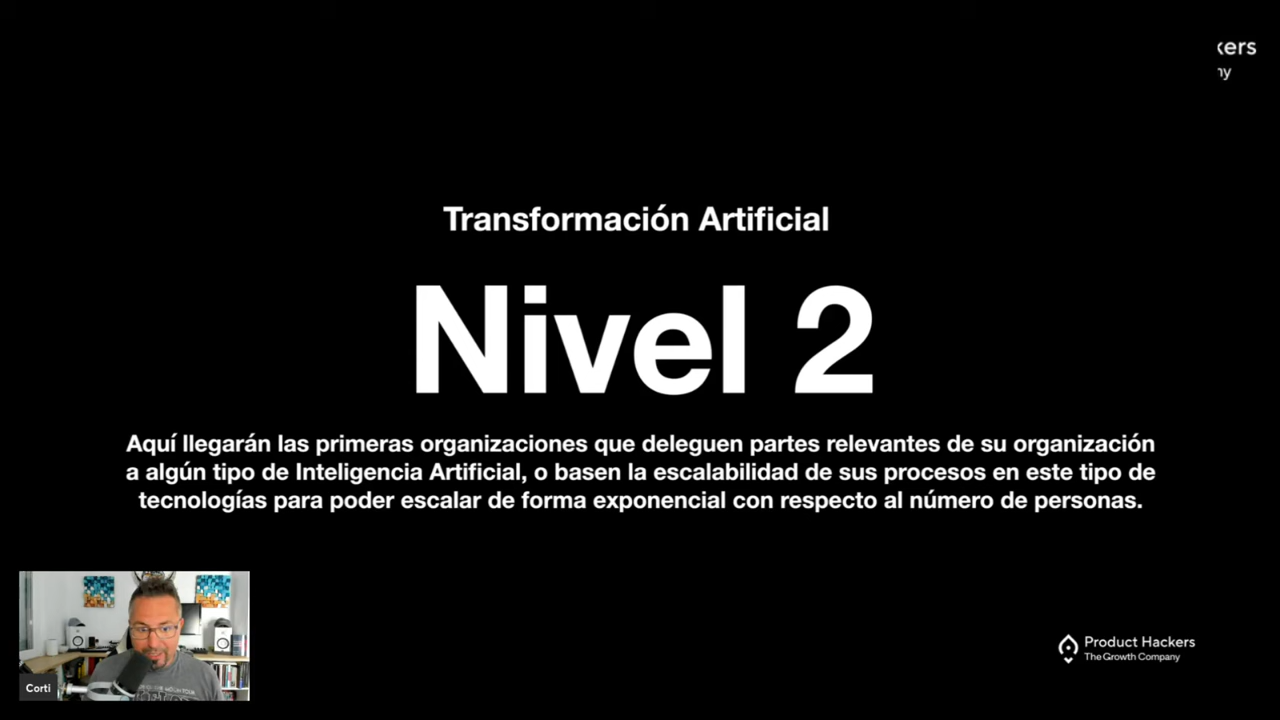 kers
ny
Transformación Artificial
Nivel 2
Aquí llegarán las primeras organizaciones que deleguen partes relevantes de su organización
a algún tipo de Inteligencia Artificial, o basen la escalabilidad de sus procesos en este tipo de
tecnologías para poder escalar de forma exponencial con respecto al número de personas.
Corti
Product Hackers
The Growth Company